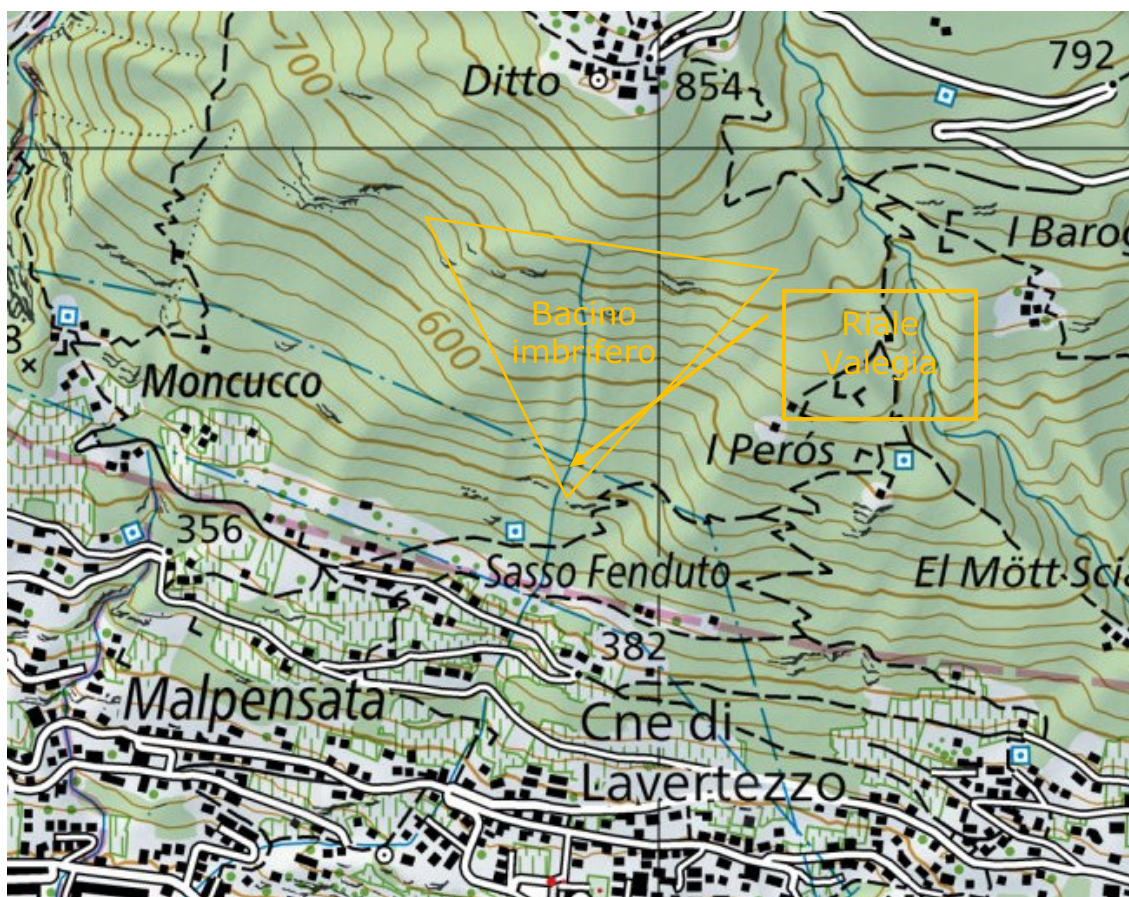 700
Ditto
854
792
I Baro
Bacino
imbrifero
600
Riale
Valegia
Moncucco
I Perós
356
Sasso Fenduto
El Mött Scia
382
Malpensata
Cne di
Lavertezzo